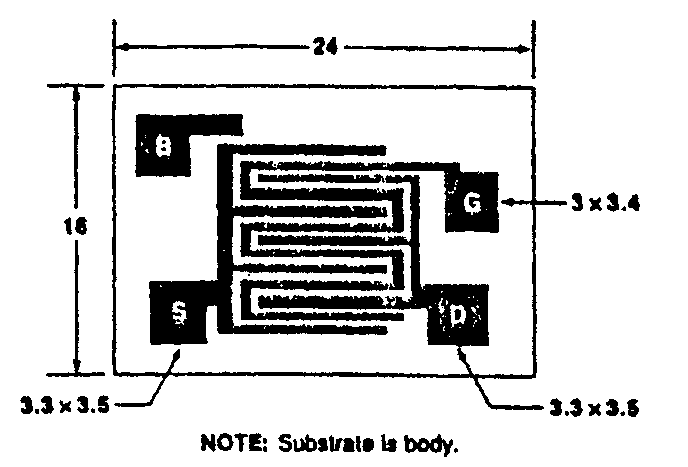 24
B
G
3 x 3.4
16
S
D
3.3 x 3.5
3.3 x 3.5
NOTE: Substrate is body.